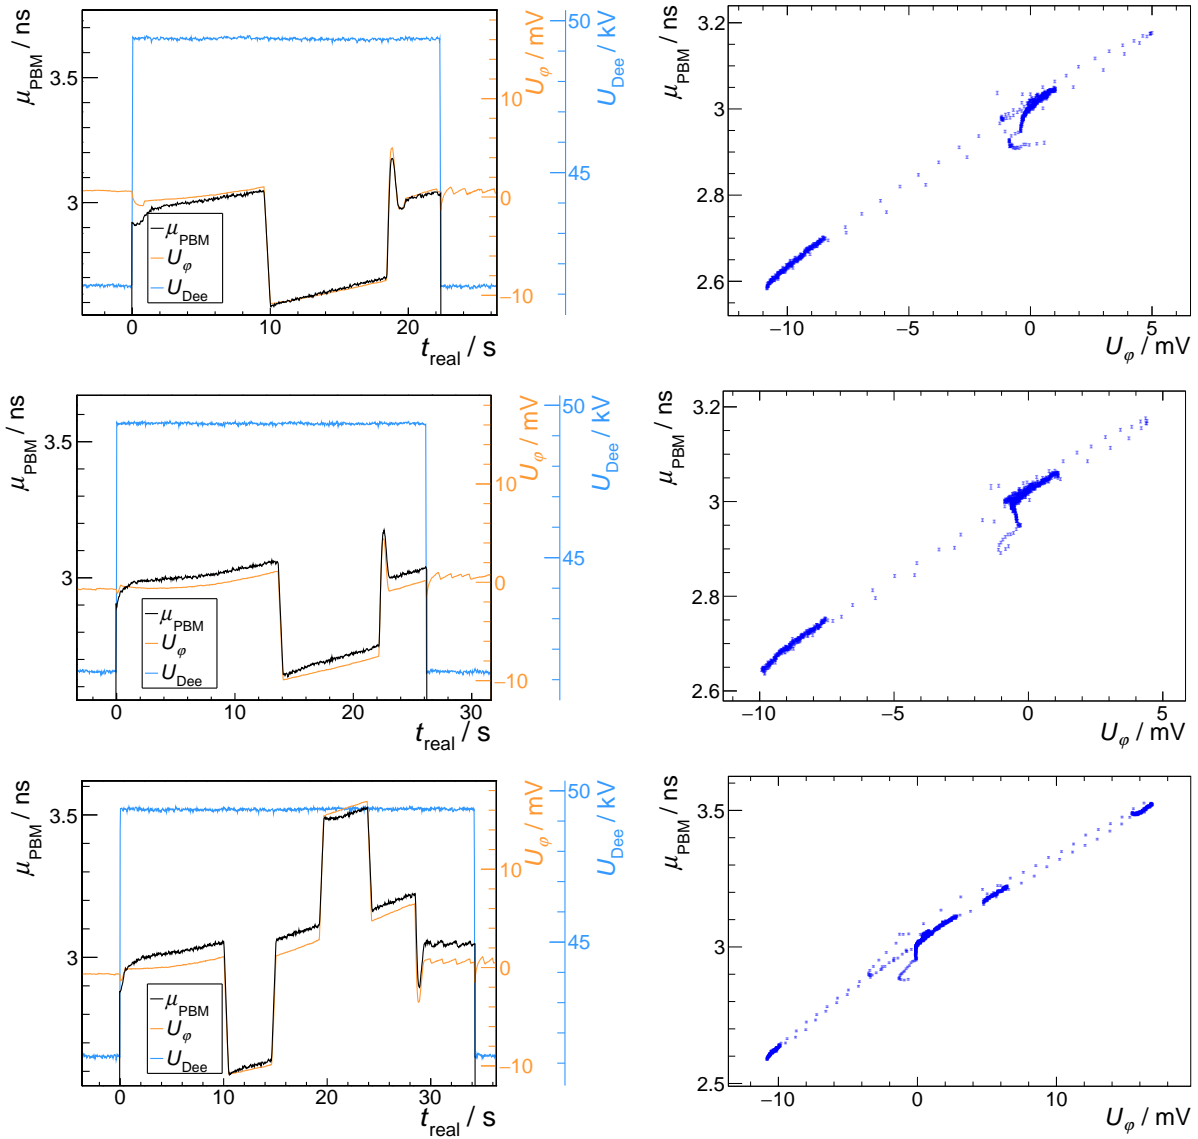 μPBM / ns
3.5
3
10
0
−10
Uφ / mV
50
45
UDee / kV
μPBM
Uφ
UDee
0
10
20
treal / s
μPBM / ns
3.2
3
2.8
2.6
−10
−5
0
5
Uφ / mV
μPBM / ns
3.5
3
10
0
−10
Uφ / mV
50
45
UDee / kV
μPBM
Uφ
UDee
0
10
20
30
treal / s
μPBM / ns
3.2
3
2.8
2.6
−10
−5
0
5
Uφ / mV
μPBM / ns
3.5
3
10
0
−10
Uφ / mV
50
45
UDee / kV
μPBM
Uφ
UDee
0
10
20
30
treal / s
μPBM / ns
3.5
3
2.5
−10
0
10
Uφ / mV